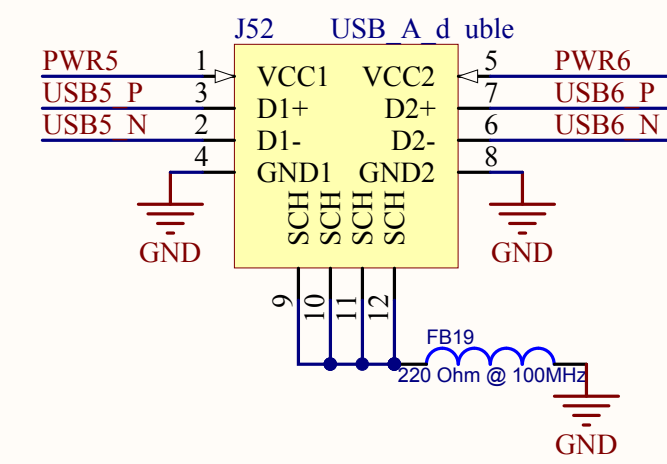 J52 USB_A_d uble
PWR5 1 VCC1 VCC2 5 PWR6
USB5_P 3 D1+ D2+ 7 USB6_P
USB5_N 2 D1- D2- 6 USB6_N
4 GND1 GND2 8
SCH SCH SCH SCH
GND GND
9 10 11 12
FB19
220 Ohm @ 100MHz
GND